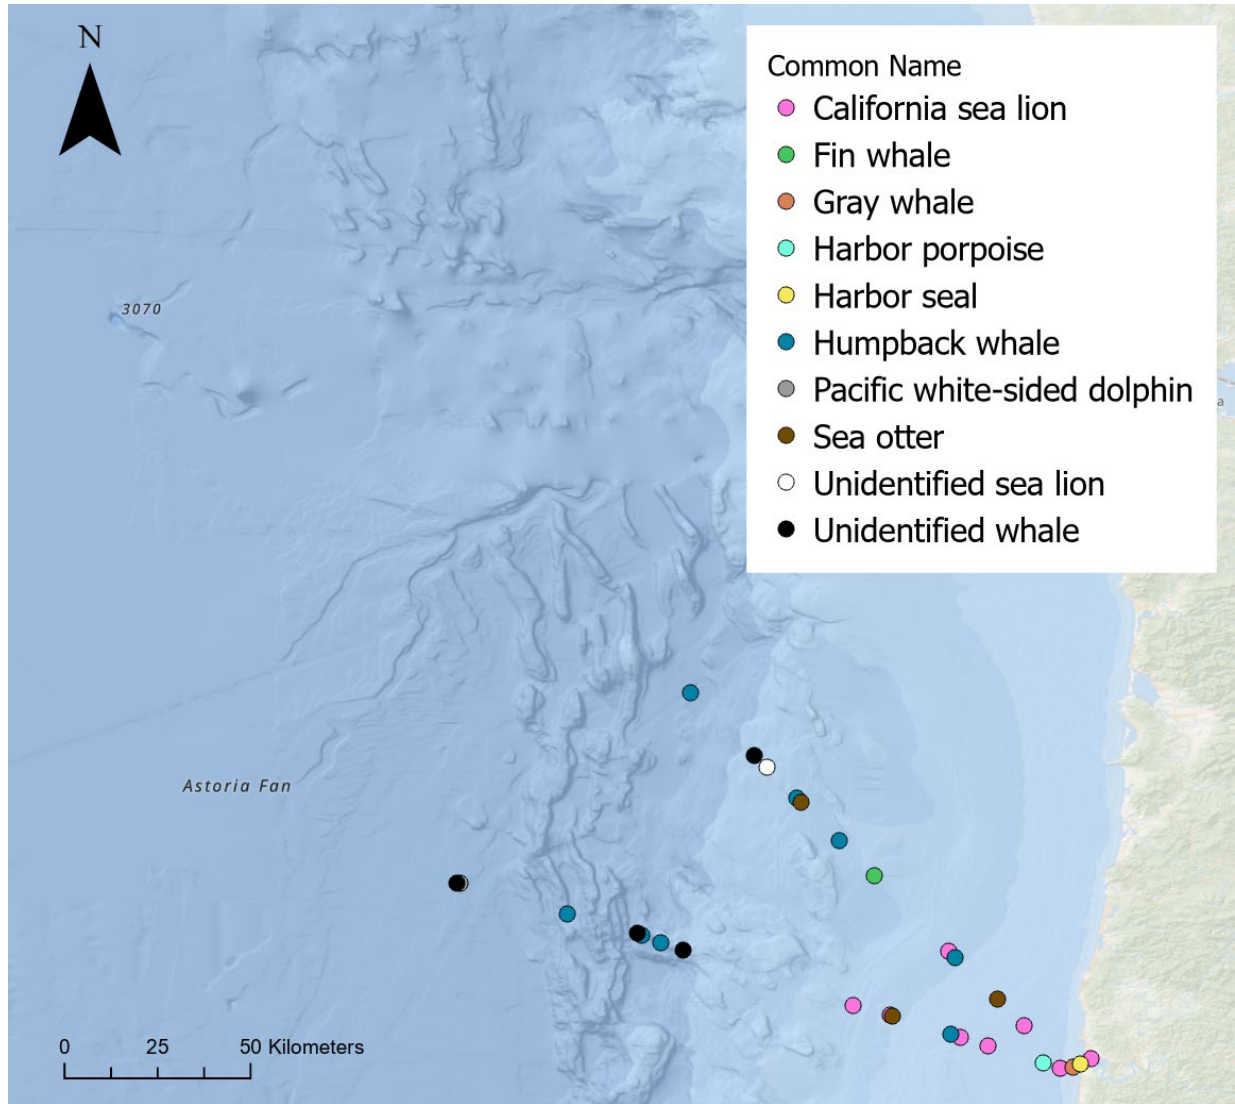 N
Common Name
California sea lion
Fin whale
Gray whale
Harbor porpoise
Harbor seal
Humpback whale
Pacific white-sided dolphin
Sea otter
Unidentified sea lion
Unidentified whale
3070
a
Astoria Fan
0 25 50 Kilometers